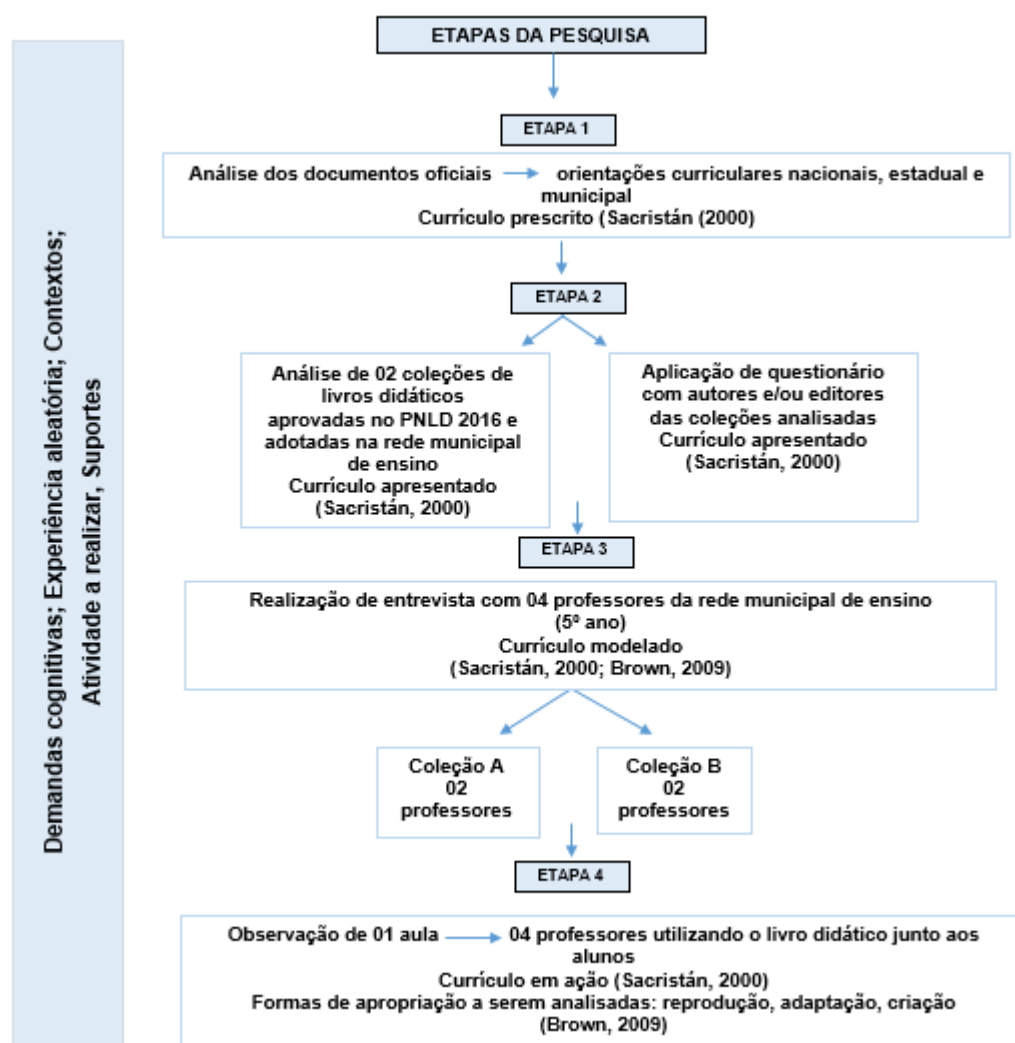 ETAPAS DA PESQUISA
Demandas cognitivas; Experiência aleatória; Contextos;
Atividade a realizar, Suportes
ETAPA 1
Análise dos documentos oficiais orientações curriculares nacionais, estadual e
municipal
Currículo prescrito (Sacristán (2000)
ETAPA 2
Análise de 02 coleções de
livros didáticos
aprovadas no PNLD 2016 e
adotadas na rede municipal
de ensino
Currículo apresentado
(Sacristán, 2000)
Aplicação de questionário
com autores e/ou editores
das coleções analisadas
Currículo apresentado
(Sacristán, 2000)
ETAPA 3
Realização de entrevista com 04 professores da rede municipal de ensino
(5º ano)
Currículo modelado
(Sacristán, 2000; Brown, 2009)
Coleção A
02
professores
Coleção B
02
professores
ETAPA 4
Observação de 01 aula 04 professores utilizando o livro didático junto aos
alunos
Currículo em ação (Sacristán, 2000)
Formas de apropriação a serem analisadas: reprodução, adaptação, criação
(Brown, 2009)